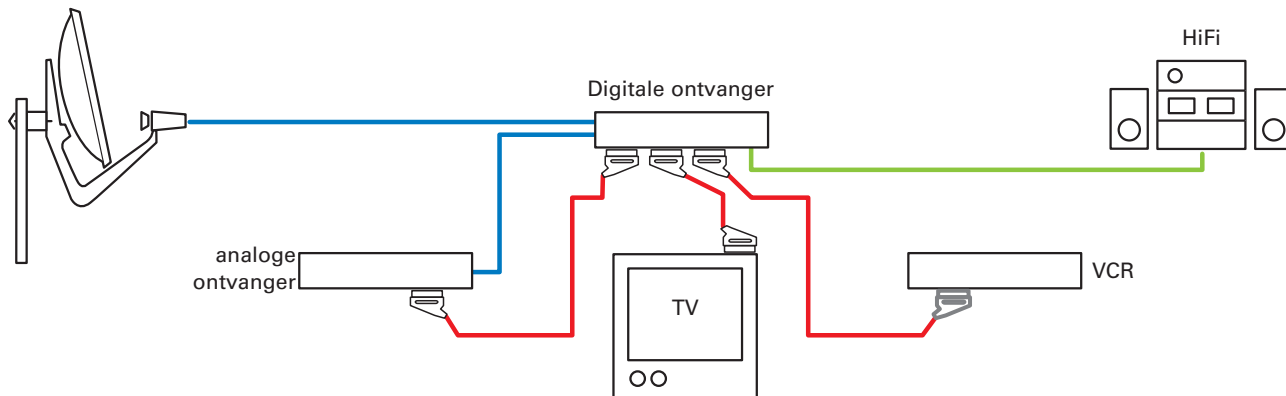 HiFi
Digitale ontvanger
analoge
ontvanger
TV
VCR